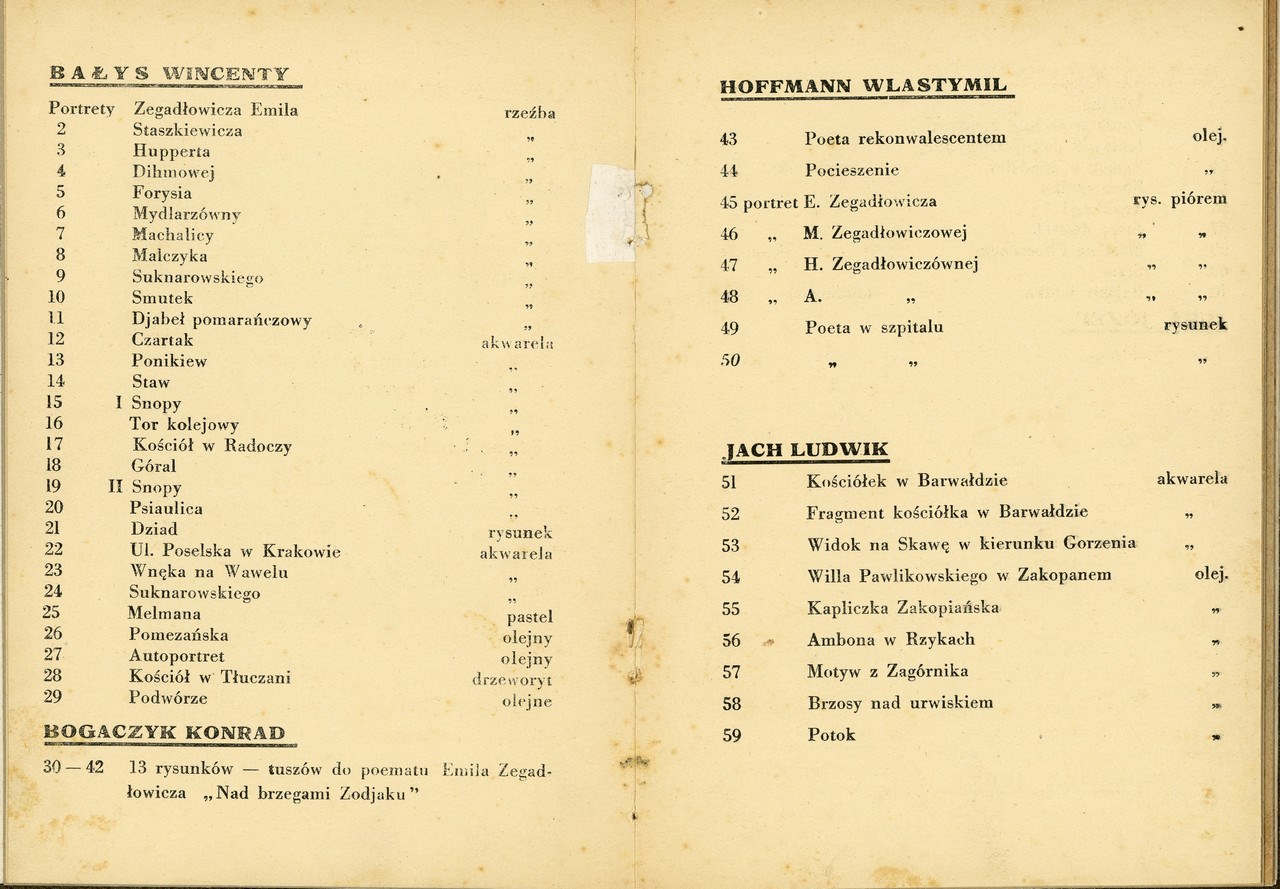 BAŁYS WINCENTY
Portrety Zegadłowicza Emila rzeźba
2 Staszkiewicza „
3 Hupperta „
4 Dihmowej „
5 Forysia „
6 Mydlarzówny „
7 Machalicy „
8 Malczyka „
9 Suknarowskiego „
10 Smutek „
11 Djabeł pomarańczowy „
12 Czartak akwarela
13 Ponikiew „
14 Staw „
15 I Snopy „
16 Tor kolejowy „
17 Kościół w Radoczy „
18 Góral „
19 II Snopy „
20 Psiaulica „
21 Dziad rysunek
22 Ul. Poselska w Krakowie akwarela
23 Wnęka na Wawelu „
24 Suknarowskiego „
25 Melmana pastel
26 Pomezańska olejny
27 Autoportret olejny
28 Kościół w Tłuczani drzeworyt
29 Podwórze olejne
BOGACZYK KONRAD
30 — 42 13 rysunków — tuszów do poematu Emila Zegad-
łowicza „Nad brzegami Zodjaku”
HOFFMANN WLASTYMIL
43 Poeta rekonwalescentem olej.
44 Pocieszenie „
45 portret E. Zegadłowicza rys. piórem
46 „ M. Zegadłowiczowej „ „
47 „ H. Zegadłowiczównej „ „
48 „ A. „ „ „
49 Poeta w szpitalu rysunek
50 „ „ „
JACH LUDWIK
51 Kościółek w Barwałdzie akwarela
52 Fragment kościółka w Barwałdzie „
53 Widok na Skawę w kierunku Gorzenia „
54 Willa Pawlikowskiego w Zakopanem olej.
55 Kapliczka Zakopiańska „
56 Ambona w Rzykach „
57 Motyw z Zagórnika „
58 Brzosy nad urwiskiem „
59 Potok „